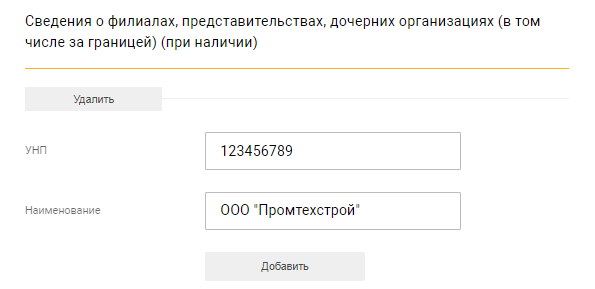 Сведения о филиалах, представительствах, дочерних организациях (в том
числе за границей) (при наличии)
Удалить
УНП
123456789
Наименование
ООО "Промтехстрой"
Добавить